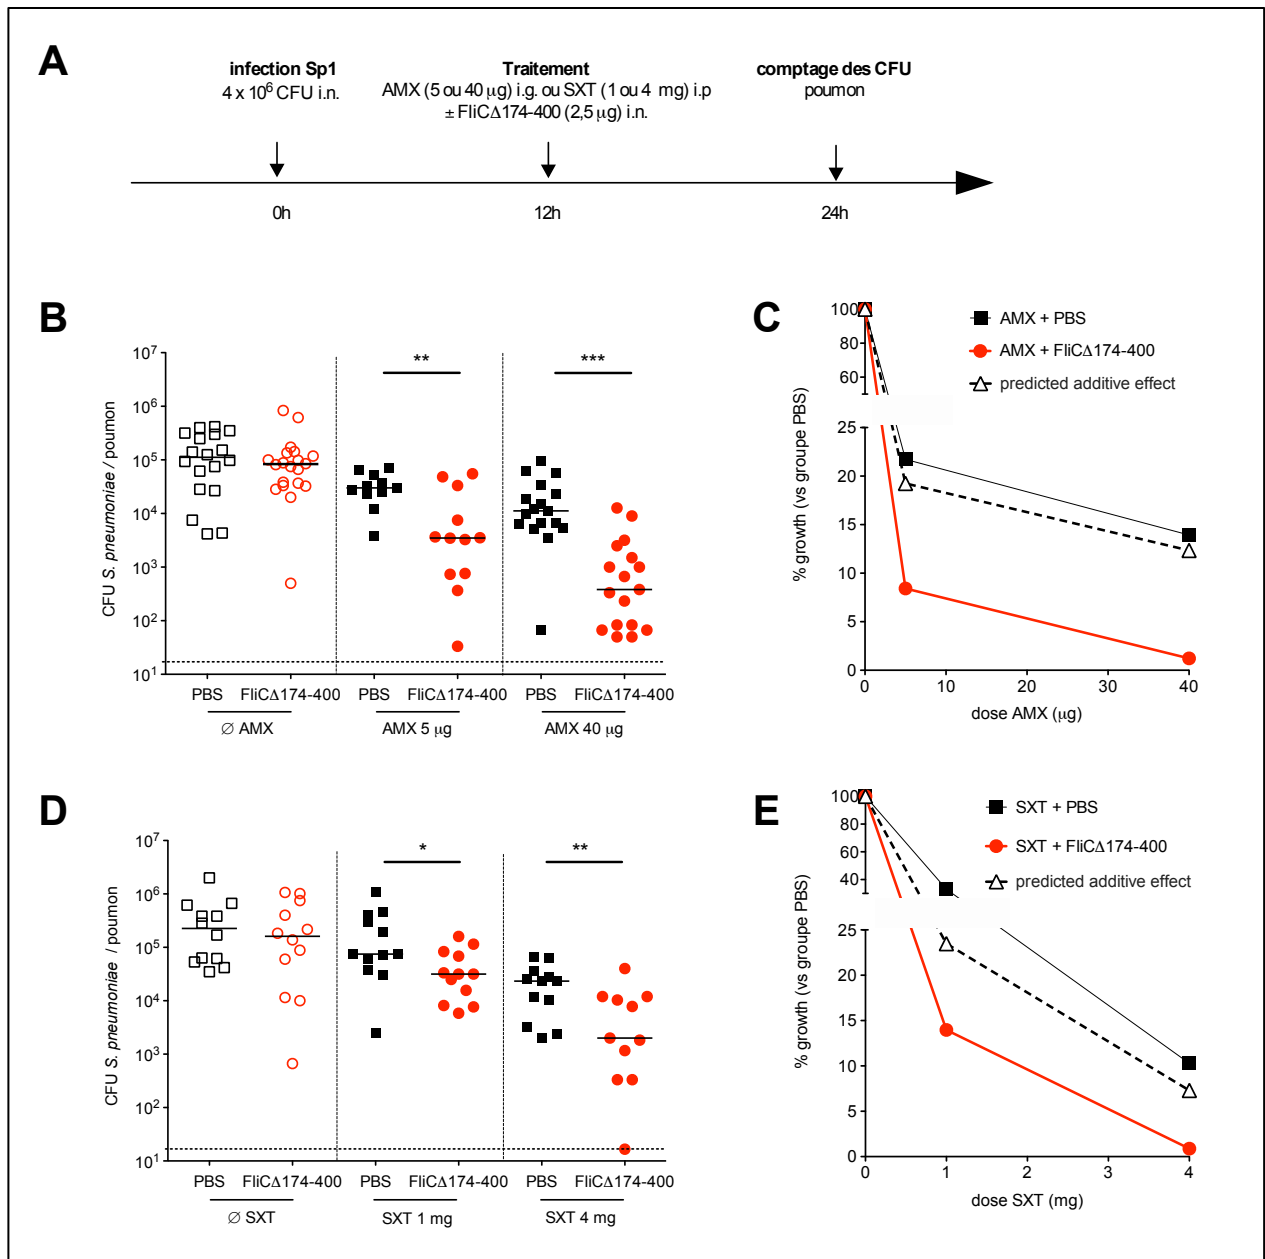 A
infection Sp1
4 x 10⁶ CFU i.n.
Traitement
AMX (5 ou 40 µg) i.g. ou SXT (1 ou 4 mg) i.p
± FliCΔ174-400 (2,5 µg) i.n.
comptage des CFU
poumon
0h
12h
24h
B
CFU S. pneumoniae / poumon
10⁷
10⁶
10⁵
10⁴
10³
10²
10¹
**
***
PBS FliCΔ174-400 PBS FliCΔ174-400 PBS FliCΔ174-400
∅ AMX AMX 5 µg AMX 40 µg
C
% growth (vs groupe PBS)
100
80
60
25
20
15
10
5
0
AMX + PBS
AMX + FliCΔ174-400
predicted additive effect
0 10 20 30 40
dose AMX (µg)
D
CFU S. pneumoniae / poumon
10⁷
10⁶
10⁵
10⁴
10³
10²
10¹
*
**
PBS FliCΔ174-400 PBS FliCΔ174-400 PBS FliCΔ174-400
∅ SXT SXT 1 mg SXT 4 mg
E
% growth (vs groupe PBS)
100
80
60
40
25
20
15
10
5
0
SXT + PBS
SXT + FliCΔ174-400
predicted additive effect
0 1 2 3 4
dose SXT (mg)